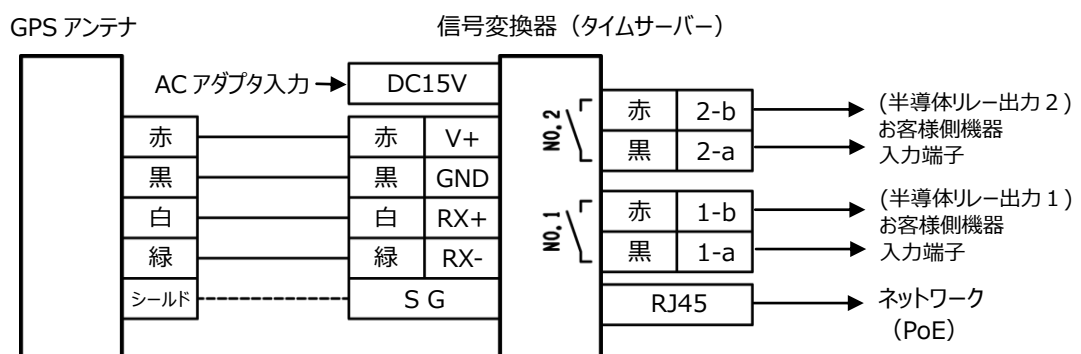 GPS アンテナ
信号変換器（タイムサーバー）
AC アダプタ入力
DC15V
赤
赤 V+
黒
黒 GND
白
白 RX+
緑
緑 RX-
シールド
S G
NO.2
赤 2-b
黒 2-a
(半導体リレー出力２)
お客様側機器
入力端子
NO.1
赤 1-b
黒 1-a
(半導体リレー出力１)
お客様側機器
入力端子
RJ45
ネットワーク
（PoE）